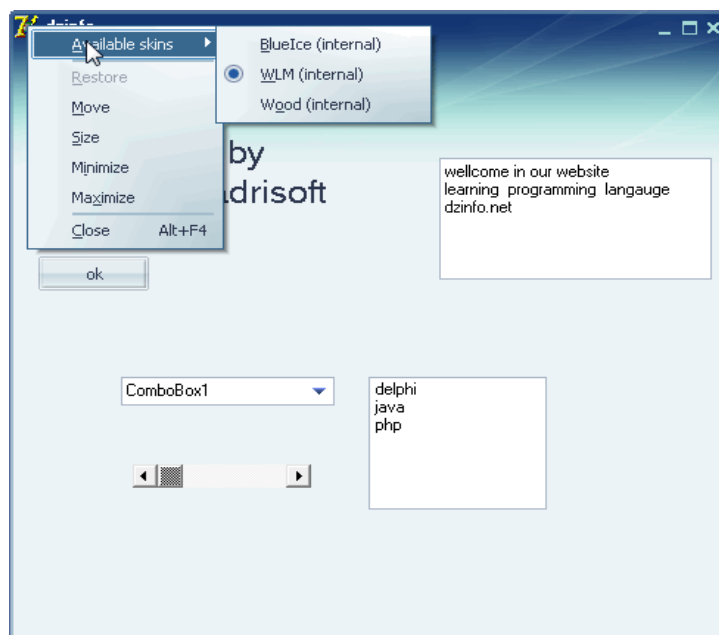 dzinfo
Available skins
Restore
Move
Size
Minimize
Maximize
Close Alt+F4
BlueIce (internal)
WLM (internal)
Wood (internal)
by
drisoft
wellcome in our website
learning programming langauge
dzinfo.net
ok
ComboBox1
delphi
java
php